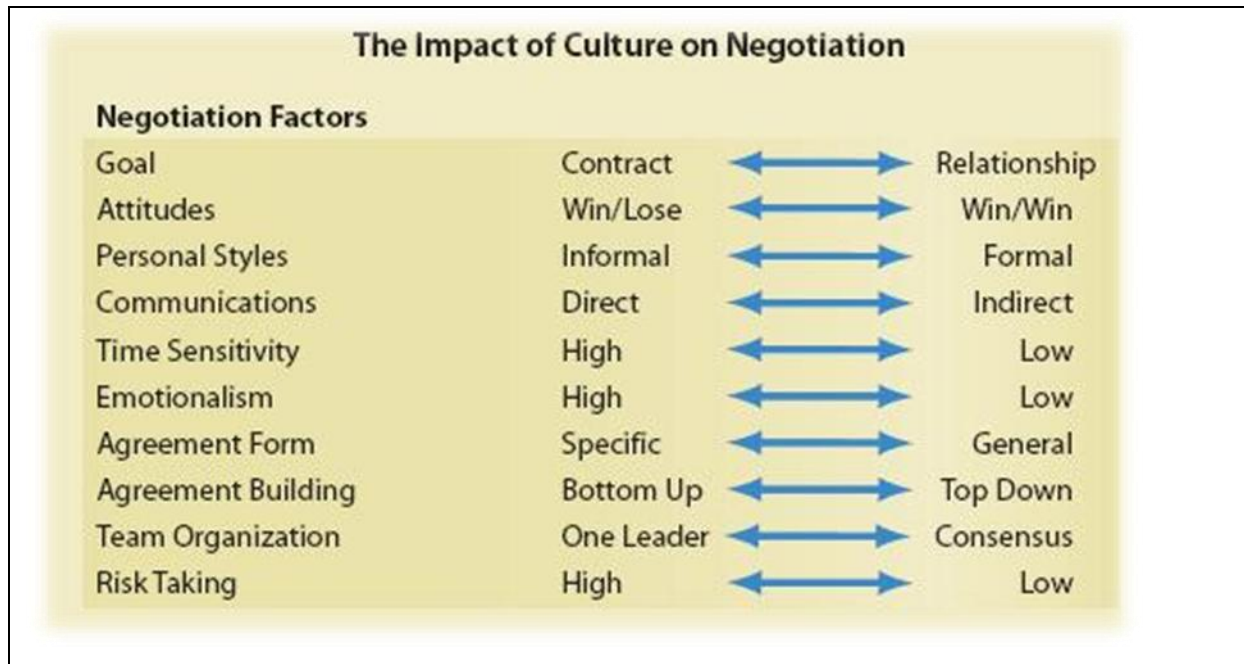 The Impact of Culture on Negotiation
Negotiation Factors
Goal Contract Relationship
Attitudes Win/Lose Win/Win
Personal Styles Informal Formal
Communications Direct Indirect
Time Sensitivity High Low
Emotionalism High Low
Agreement Form Specific General
Agreement Building Bottom Up Top Down
Team Organization One Leader Consensus
Risk Taking High Low